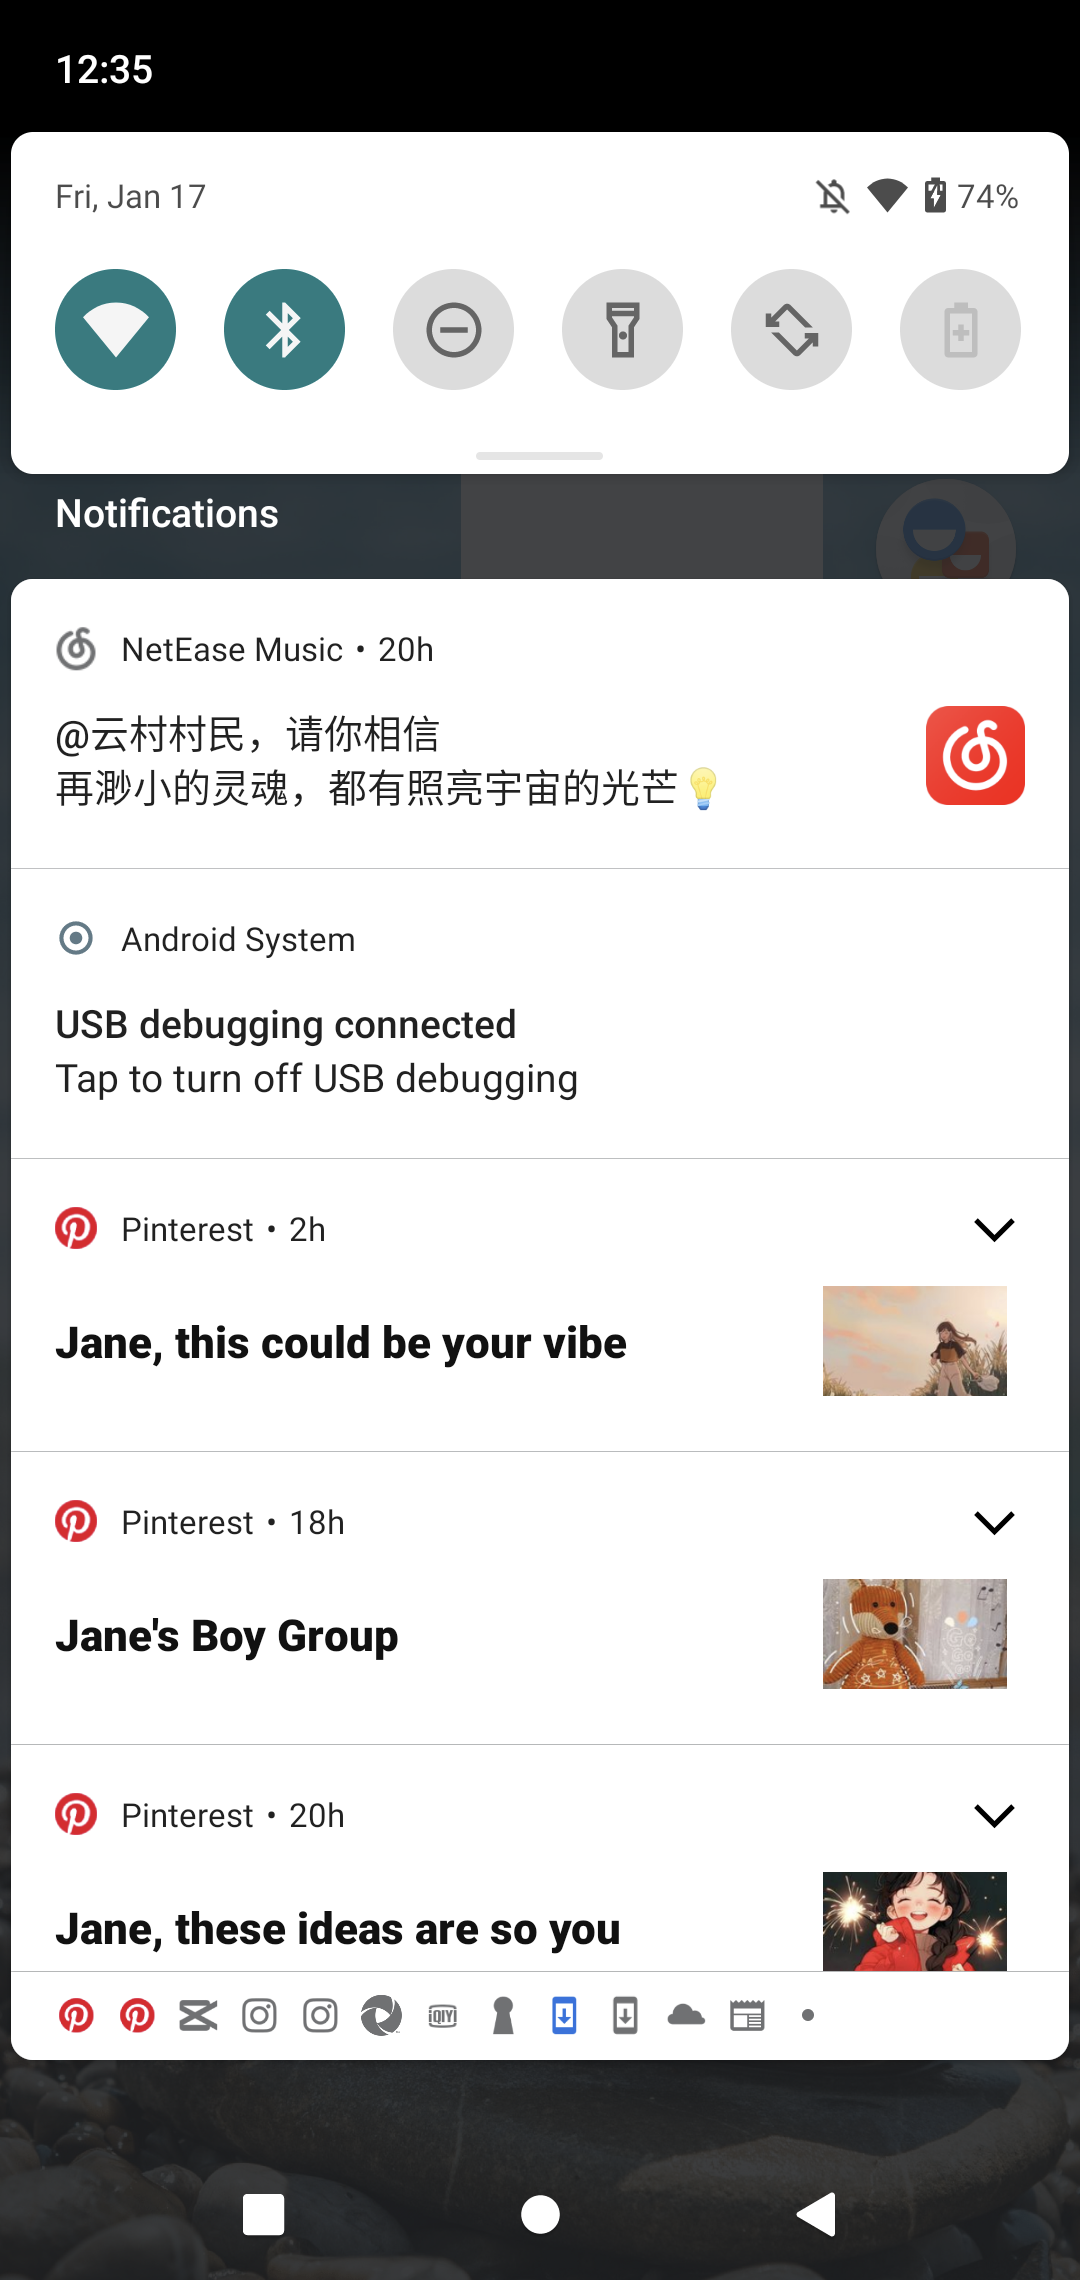 12:35
Fri, Jan 17
74%
Notifications
NetEase Music • 20h
@云村村民，请你相信
再渺小的灵魂，都有照亮宇宙的光芒💡
Android System
USB debugging connected
Tap to turn off USB debugging
Pinterest • 2h
Jane, this could be your vibe
Pinterest • 18h
Jane's Boy Group
Pinterest • 20h
Jane, these ideas are so you
iQIYI